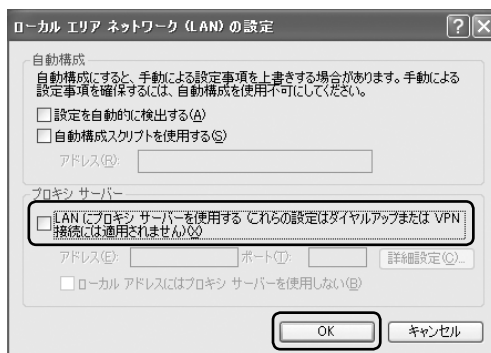 ローカル エリア ネットワーク (LAN) の設定
自動構成
自動構成にすると、手動による設定事項を上書きする場合があります。手動による
設定事項を確保するには、自動構成を使用不可にしてください。
設定を自動的に検出する(A)
自動構成スクリプトを使用する(S)
アドレス(R):
プロキシ サーバー
LAN にプロキシ サーバーを使用する (これらの設定はダイヤルアップまたは VPN
接続には適用されません)(X)
アドレス(E): ポート(T): 詳細設定(C)...
ローカル アドレスにはプロキシ サーバーを使用しない(B)
OK キャンセル